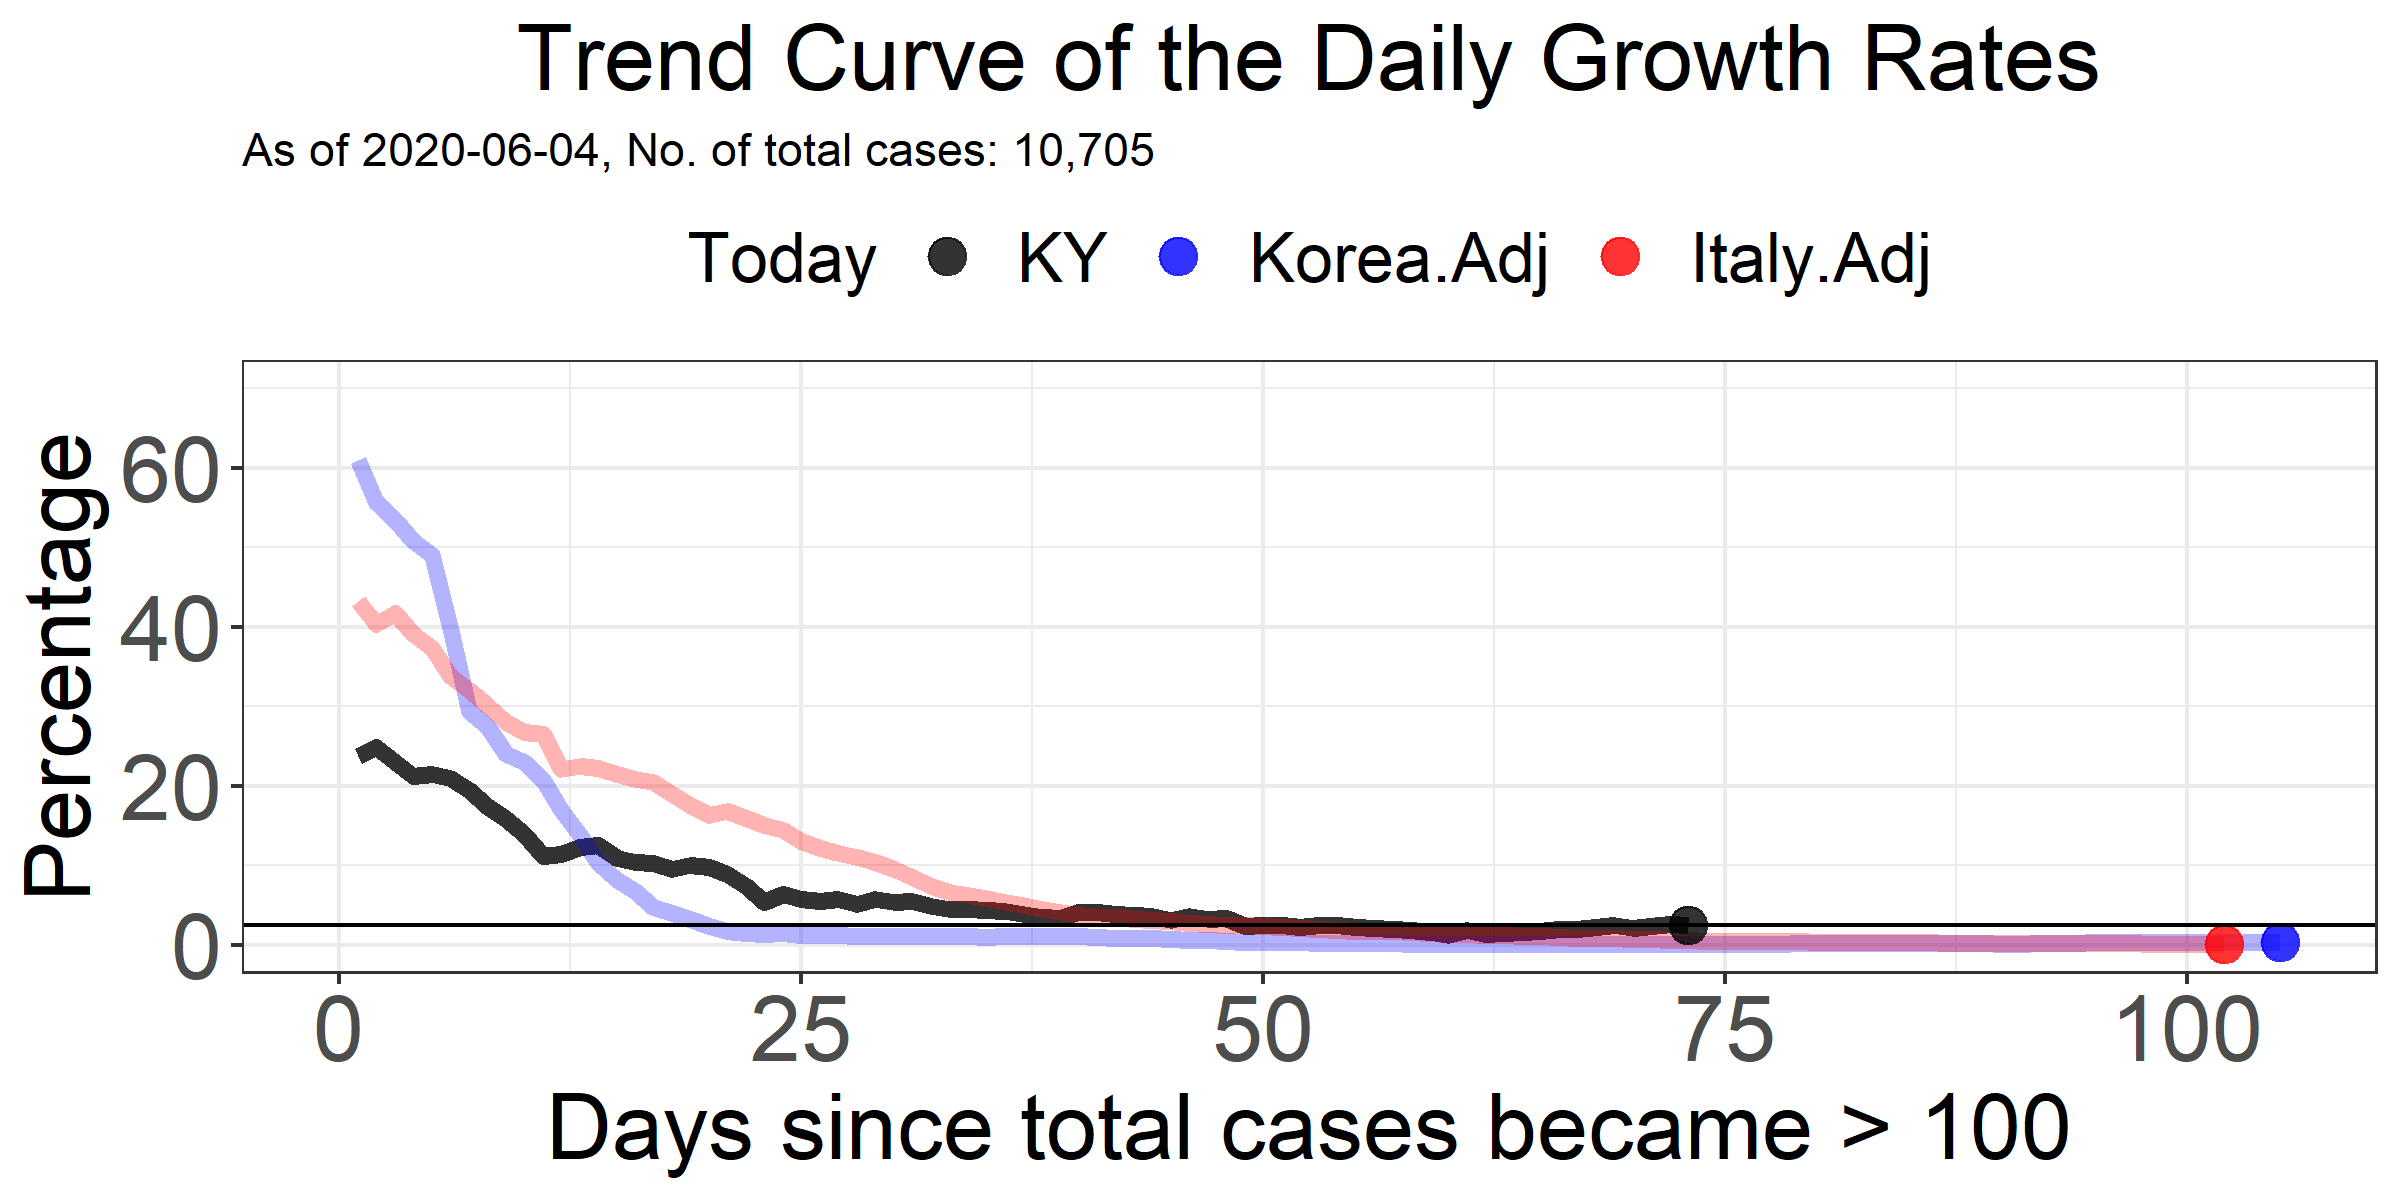 Trend Curve of the Daily Growth Rates
As of 2020-06-04, No. of total cases: 10,705
Today KY Korea.Adj Italy.Adj
Percentage
60
40
20
0
0 25 50 75 100
Days since total cases became > 100